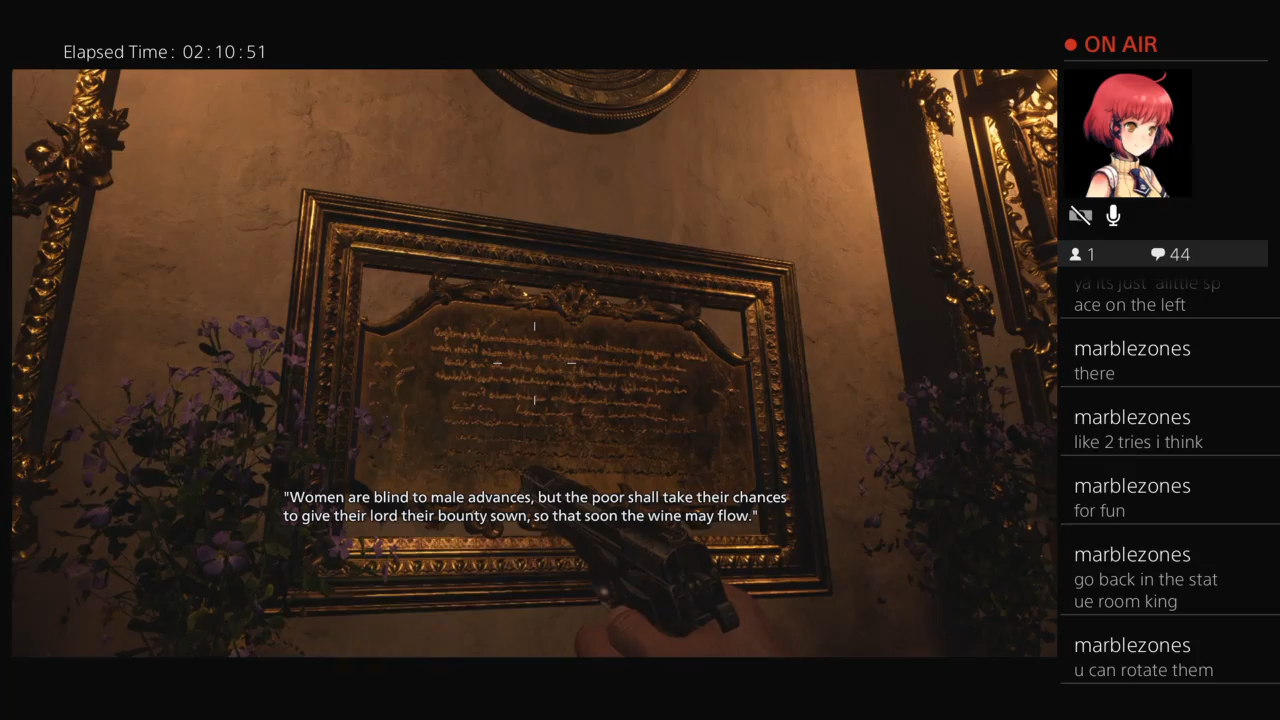 Elapsed Time: 02:10:51
ON AIR
1
44
ya its just alittle sp
ace on the left
marblezones
there
marblezones
like 2 tries i think
marblezones
for fun
marblezones
go back in the stat
ue room king
marblezones
u can rotate them
"Women are blind to male advances, but the poor shall take their chances
to give their lord their bounty sown, so that soon the wine may flow."